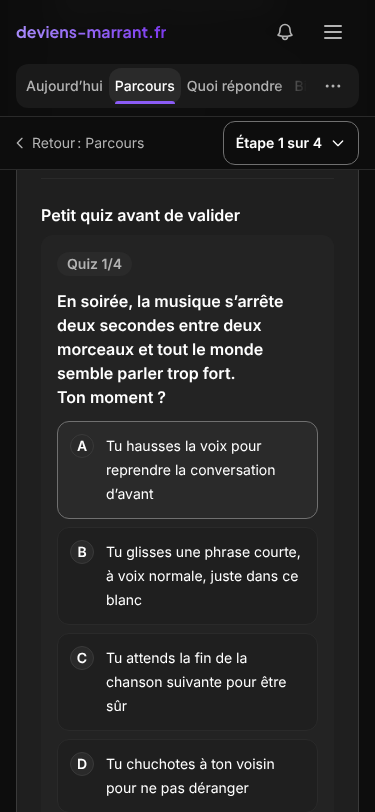 deviens-marrant.fr
Aujourd'hui Parcours Quoi répondre
Retour : Parcours Étape 1 sur 4
Petit quiz avant de valider
Quiz 1/4
En soirée, la musique s'arrête
deux secondes entre deux
morceaux et tout le monde
semble parler trop fort.
Ton moment ?
A Tu hausses la voix pour
reprendre la conversation
d'avant
B Tu glisses une phrase courte,
à voix normale, juste dans ce
blanc
C Tu attends la fin de la
chanson suivante pour être
sûr
D Tu chuchotes à ton voisin
pour ne pas déranger